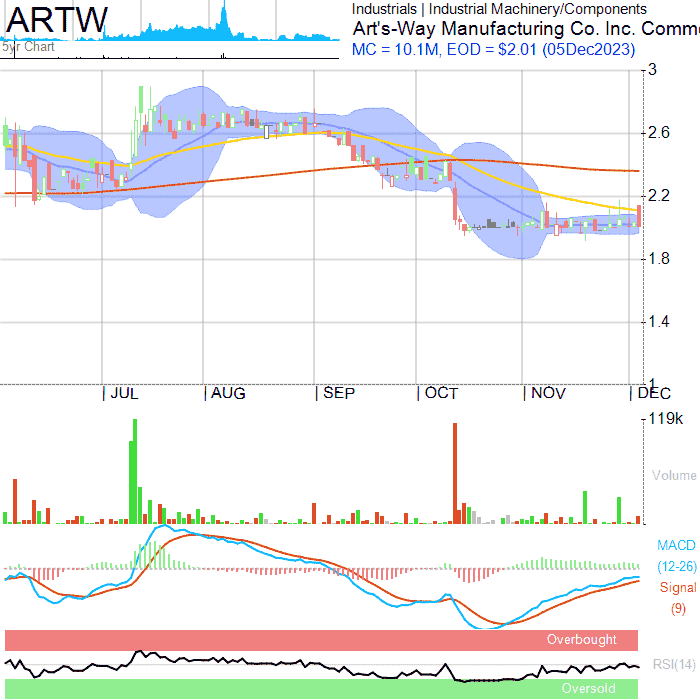 ARTW
5yr Chart
Industrials | Industrial Machinery/Components
Art's-Way Manufacturing Co. Inc. Comm
MC = 10.1M, EOD = $2.01 (05Dec2023)
3
2.6
2.2
1.8
1.4
1
JUL AUG SEP OCT NOV DEC
119k
Volume
MACD
(12-26)
Signal
(9)
Overbought
RSI(14)
Oversold